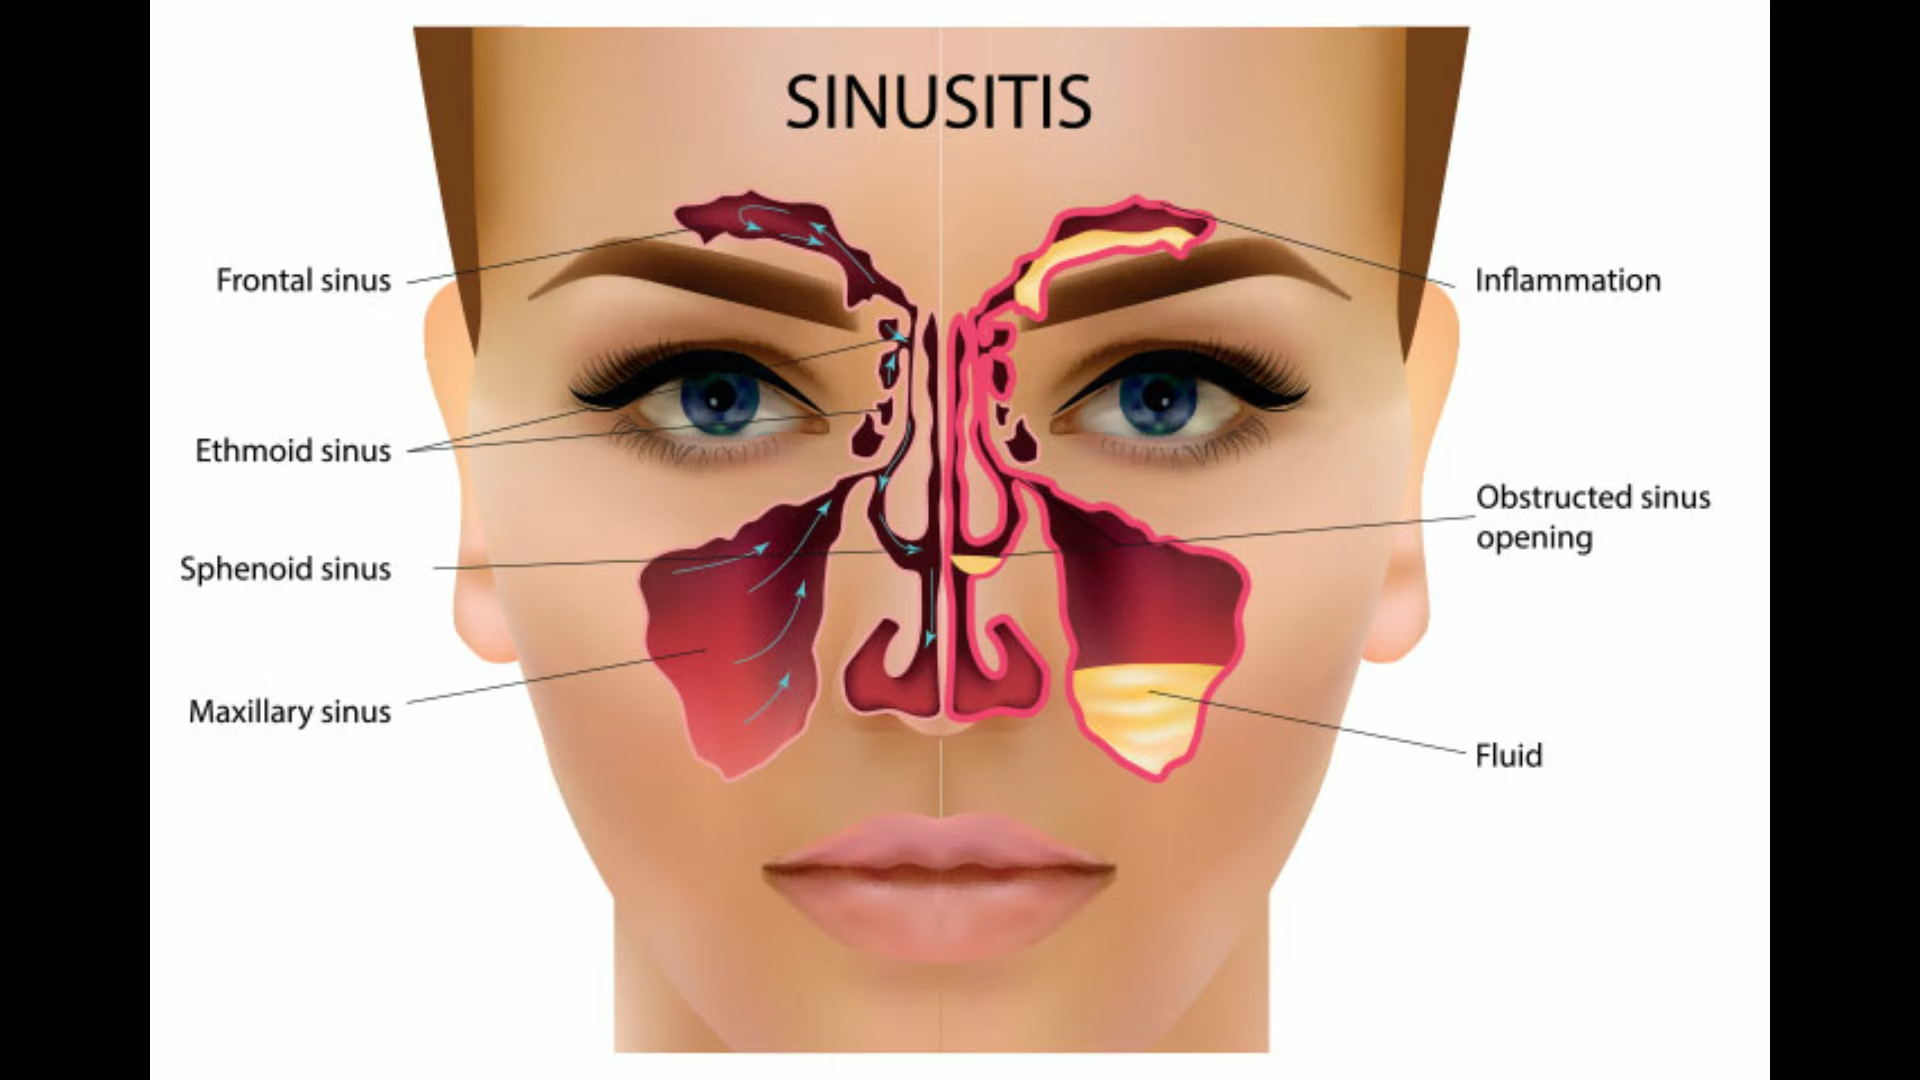 SINUSITIS
Frontal sinus
Ethmoid sinus
Sphenoid sinus
Maxillary sinus
Inflammation
Obstructed sinus
opening
Fluid